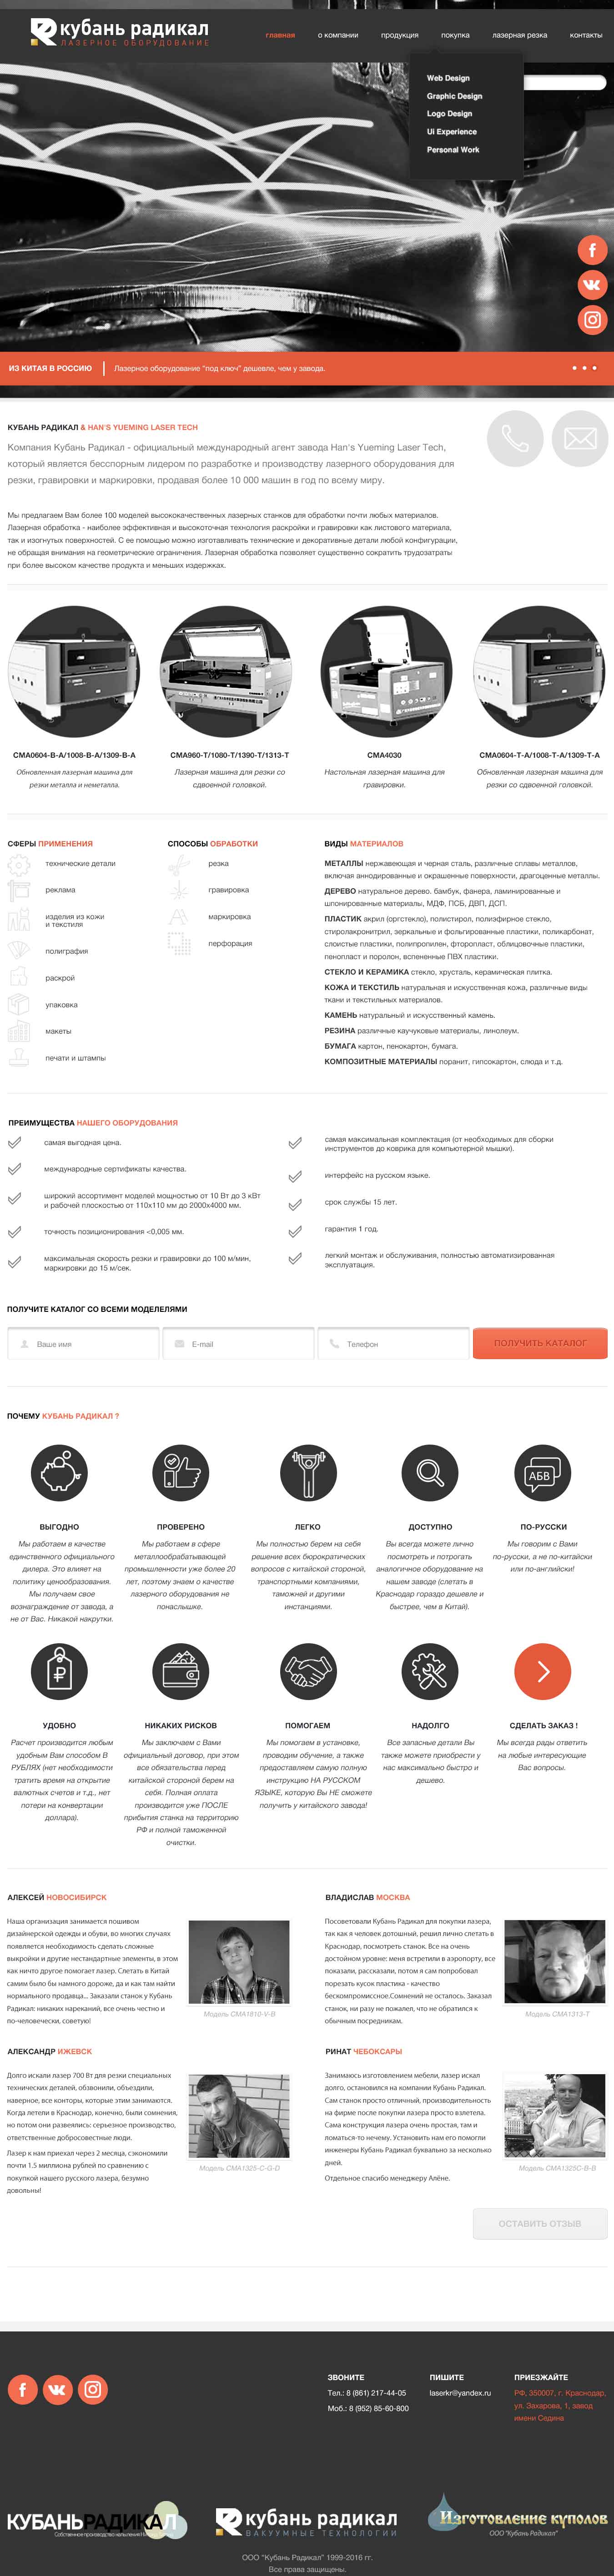 кубань радикал
ЛАЗЕРНОЕ ОБОРУДОВАНИЕ
главная о компании продукция покупка лазерная резка контакты
Web Design
Graphic Design
Logo Design
Ui Experience
Personal Work
ИЗ КИТАЯ В РОССИЮ Лазерное оборудование "под ключ" дешевле, чем у завода.
КУБАНЬ РАДИКАЛ & HAN'S YUEMING LASER TECH
Компания Кубань Радикал - официальный международный агент завода Han's Yueming Laser Tech,
который является бесспорным лидером по разработке и производству лазерного оборудования для
резки, гравировки и маркировки, продавая более 10 000 машин в год по всему миру.
Мы предлагаем Вам более 100 моделей высококачественных лазерных станков для обработки почти любых материалов.
Лазерная обработка - наиболее эффективная и высокоточная технология раскройки и гравировки как листового материала,
так и изогнутых поверхностей. С ее помощью можно изготавливать технические и декоративные детали любой конфигурации,
не обращая внимания на геометрические ограничения. Лазерная обработка позволяет существенно сократить трудозатраты
при более высоком качестве продукта и меньших издержках.
CMA0604-B-A/1008-B-A/1309-B-A
Обновленная лазерная машина для
резки металла и неметалла.
CMA960-T/1080-T/1390-T/1313-T
Лазерная машина для резки со
сдвоенной головкой.
CMA4030
Настольная лазерная машина для
гравировки.
CMA0604-T-A/1008-T-A/1309-T-A
Обновленная лазерная машина для
резки со сдвоенной головкой.
СФЕРЫ ПРИМЕНЕНИЯ
технические детали
реклама
изделия из кожи
и текстиля
полиграфия
раскрой
упаковка
макеты
печати и штампы
СПОСОБЫ ОБРАБОТКИ
резка
гравировка
маркировка
перфорация
ВИДЫ МАТЕРИАЛОВ
МЕТАЛЛЫ нержавеющая и черная сталь, различные сплавы металлов,
включая аннодированные и окрашенные поверхности, драгоценные металлы.
ДЕРЕВО натуральное дерево. бамбук, фанера, ламинированные и
шпонированные материалы, МДФ, ПСБ, ДВП, ДСП.
ПЛАСТИК акрил (оргстекло), полистирол, полиэфирное стекло,
стиролакронитрил, зеркальные и фольгированные пластики, поликарбонат,
слоистые пластики, полипропилен, фторопласт, облицовочные пластики,
пенопласт и поролон, вспененные ПВХ пластики.
СТЕКЛО И КЕРАМИКА стекло, хрусталь, керамическая плитка.
КОЖА И ТЕКСТИЛЬ натуральная и искусственная кожа, различные виды
ткани и текстильных материалов.
КАМЕНЬ натуральный и искусственный камень.
РЕЗИНА различные каучуковые материалы, линолеум.
БУМАГА картон, пенокартон, бумага.
КОМПОЗИТНЫЕ МАТЕРИАЛЫ поранит, гипсокартон, слюда и т.д.
ПРЕИМУЩЕСТВА НАШЕГО ОБОРУДОВАНИЯ
самая выгодная цена.
международные сертификаты качества.
широкий ассортимент моделей мощностью от 10 Вт до 3 кВт
и рабочей плоскостью от 110х110 мм до 2000х4000 мм.
точность позиционирования <0,005 мм.
максимальная скорость резки и гравировки до 100 м/мин,
маркировки до 15 м/сек.
самая максимальная комплектация (от необходимых для сборки
инструментов до коврика для компьютерной мышки).
интерфейс на русском языке.
срок службы 15 лет.
гарантия 1 год.
легкий монтаж и обслуживания, полностью автоматизированная
эксплуатация.
ПОЛУЧИТЕ КАТАЛОГ СО ВСЕМИ МОДЕЛЕЛЯМИ
Ваше имя E-mail Телефон ПОЛУЧИТЬ КАТАЛОГ
ПОЧЕМУ КУБАНЬ РАДИКАЛ ?
АБВ
ВЫГОДНО
Мы работаем в качестве
единственного официального
дилера. Это влияет на
политику ценообразования.
Мы получаем свое
вознаграждение от завода, а
не от Вас. Никакой накрутки.
ПРОВЕРЕНО
Мы работаем в сфере
металлообрабатывающей
промышленности уже более 20
лет, поэтому знаем о качестве
лазерного оборудования не
понаслышке.
ЛЕГКО
Мы полностью берем на себя
решение всех бюрократических
вопросов с китайской стороной,
транспортными компаниями,
таможней и другими
инстанциями.
ДОСТУПНО
Вы всегда можете лично
посмотреть и потрогать
аналогичное оборудование на
нашем заводе (слетать в
Краснодар гораздо дешевле и
быстрее, чем в Китай).
ПО-РУССКИ
Мы говорим с Вами
по-русски, а не по-китайски
или по-английски!
УДОБНО
Расчет производится любым
удобным Вам способом В
РУБЛЯХ (нет необходимости
тратить время на открытие
валютных счетов и т.д., нет
потери на конвертации
доллара).
НИКАКИХ РИСКОВ
Мы заключаем с Вами
официальный договор, при этом
все обязательства перед
китайской стороной берем на
себя. Полная оплата
производится уже ПОСЛЕ
прибытия станка на территорию
РФ и полной таможенной
очистки.
ПОМОГАЕМ
Мы помогаем в установке,
проводим обучение, а также
предоставляем самую полную
инструкцию НА РУССКОМ
ЯЗЫКЕ, которую Вы НЕ сможете
получить у китайского завода!
НАДОЛГО
Все запасные детали Вы
также можете приобрести у
нас максимально быстро и
дешево.
СДЕЛАТЬ ЗАКАЗ !
Мы всегда рады ответить
на любые интересующие
Вас вопросы.
АЛЕКСЕЙ НОВОСИБИРСК
Наша организация занимается пошивом
дизайнерской одежды и обуви, во многих случаях
появляется необходимость сделать сложные
выкройки и другие нестандартные элементы, в этом
как ничто другое помогает лазер. Слетать в Китай
самим было бы намного дороже, да и как там найти
нормального продавца... Заказали станок у Кубань
Радикал: никаких нареканий, все очень честно и
по-человечески, советую!
Модель CMA1810-V-B
ВЛАДИСЛАВ МОСКВА
Посоветовали Кубань Радикал для покупки лазера,
так как я человек дотошный, решил лично слетать в
Краснодар, посмотреть станок. Все на очень
достойном уровне: меня встретили в аэропорту, все
показали, рассказали, потом я сам попробовал
порезать кусок пластика - качество
бескомпромиссное.Сомнений не осталось. Заказал
станок, ни разу не пожалел, что не обратился к
обычным посредникам.
Модель CMA1313-T
АЛЕКСАНДР ИЖЕВСК
Долго искали лазер 700 Вт для резки специальных
технических деталей, обзвонили, объездили,
наверное, все конторы, которые этим занимаются.
Когда летели в Краснодар, конечно, были сомнения,
но потом они развеялись: серьезное производство,
ответственные добросовестные люди.
Лазер к нам приехал через 2 месяца, сэкономили
почти 1.5 миллиона рублей по сравнению с
покупкой нашего русского лазера, безумно
довольны!
Модель CMA1325-C-G-D
РИНАТ ЧЕБОКСАРЫ
Занимаюсь изготовлением мебели, лазер искал
долго, остановился на компании Кубань Радикал.
Сам станок просто отличный, производительность
на фирме после покупки лазера просто взлетела.
Сама конструкция лазера очень простая, там и
ломаться-то нечему. Установить нам его помогли
инженеры Кубань Радикал буквально за несколько
дней.
Отдельное спасибо менеджеру Алёне.
Модель CMA1325C-B-B
ОСТАВИТЬ ОТЗЫВ
ЗВОНИТЕ
Тел.: 8 (861) 217-44-05
Моб.: 8 (952) 85-60-800
ПИШИТЕ
laserkr@yandex.ru
ПРИЕЗЖАЙТЕ
РФ, 350007, г. Краснодар,
ул. Захарова, 1, завод
имени Седина
КУБАНЬРАДИКАЛ
Собственное производство напыления
кубань радикал
ВАКУУМНЫЕ ТЕХНОЛОГИИ
Изготовление куполов
ООО "Кубань Радикал"
ООО "Кубань Радикал" 1999-2016 гг.
Все права защищены.